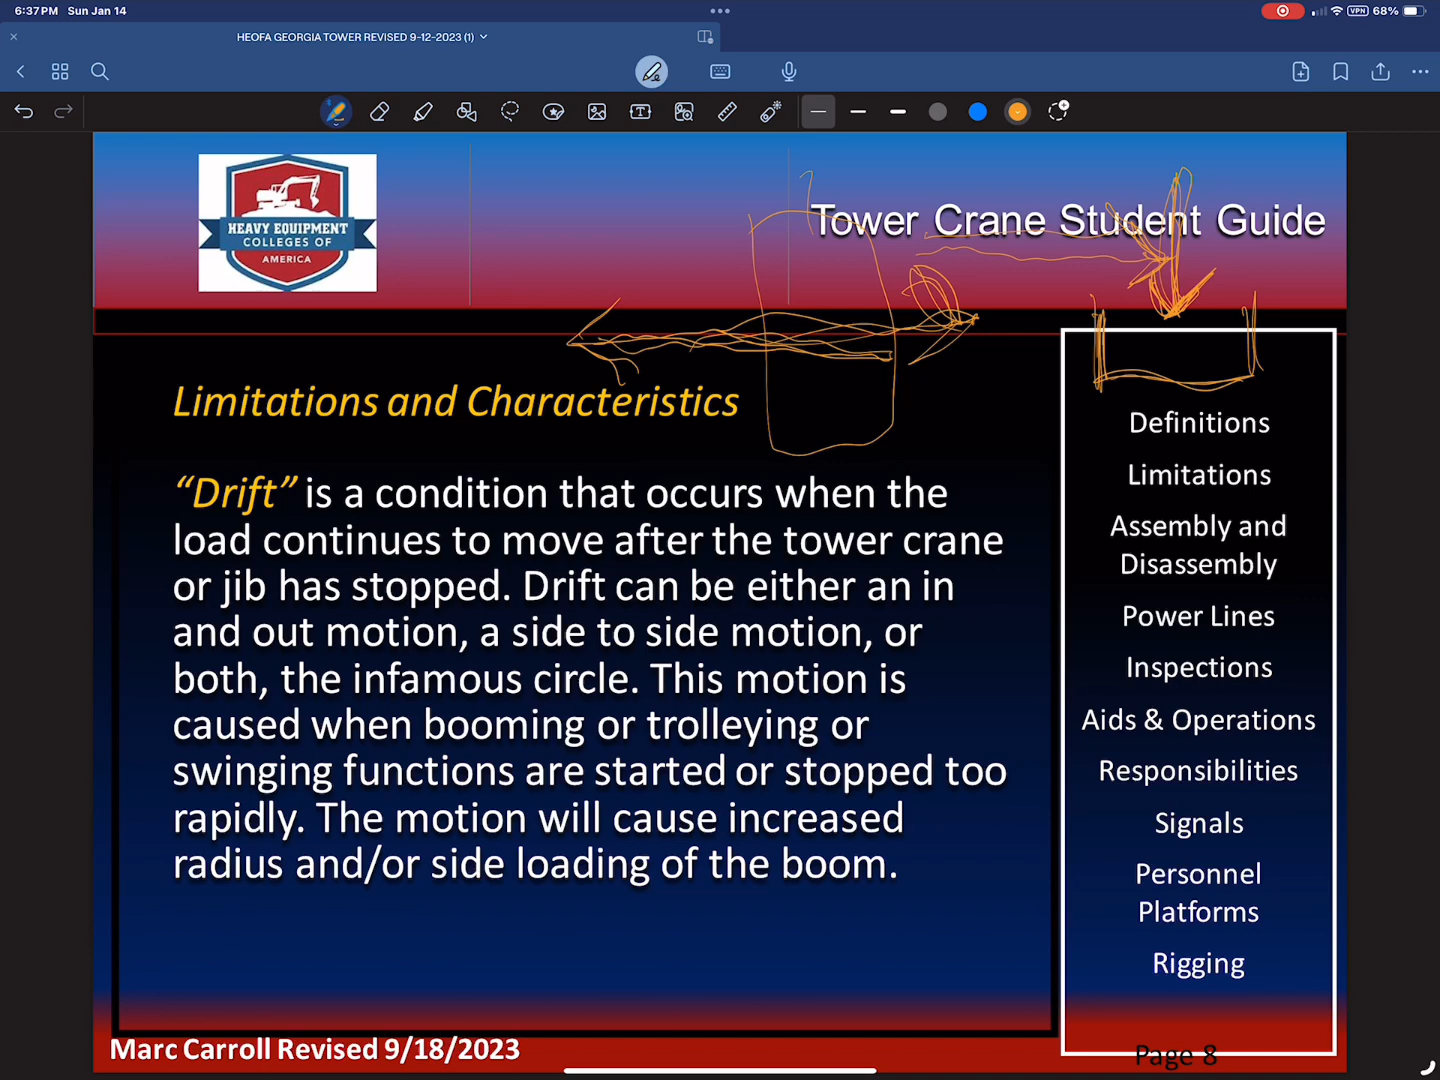 6:37 PM Sun Jan 14
VPN 68%
HEOFA GEORGIA TOWER REVISED 9-12-2023 (1)
HEAVY EQUIPMENT
COLLEGES OF
AMERICA
Tower Crane Student Guide
Limitations and Characteristics
“Drift” is a condition that occurs when the
load continues to move after the tower crane
or jib has stopped. Drift can be either an in
and out motion, a side to side motion, or
both, the infamous circle. This motion is
caused when booming or trolleying or
swinging functions are started or stopped too
rapidly. The motion will cause increased
radius and/or side loading of the boom.
Definitions
Limitations
Assembly and
Disassembly
Power Lines
Inspections
Aids & Operations
Responsibilities
Signals
Personnel
Platforms
Rigging
Marc Carroll Revised 9/18/2023
Page 8